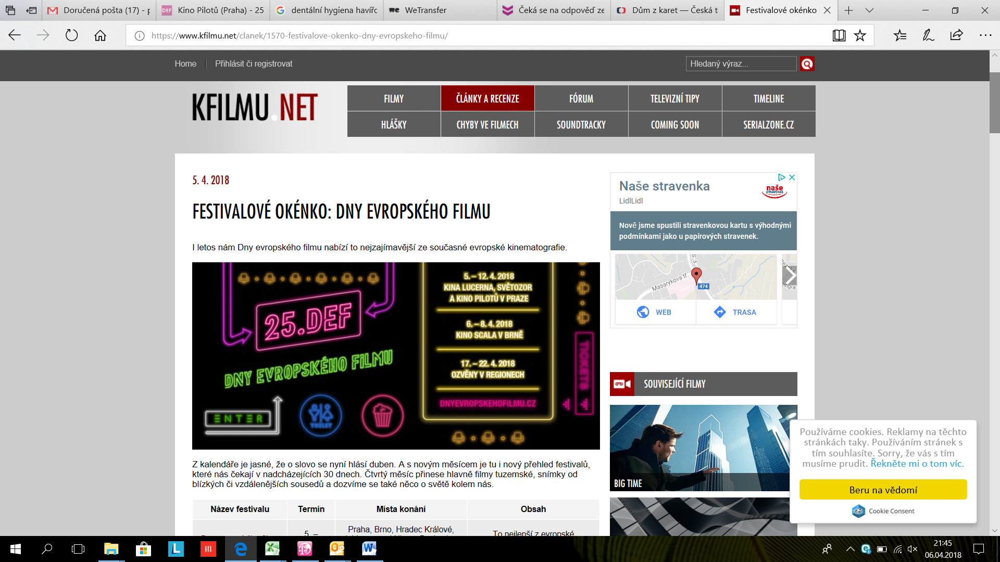 Doručená pošta (17) - p
DEF Kino Pilotů (Praha) - 25
dentální hygiena havířo
we WeTransfer
Čeká se na odpověď ze
Dům z karet — Česká t
Festivalové okénko
https://www.kfilmu.net/clanek/1570-festivalove-okenko-dny-evropskeho-filmu/
Home
Přihlásit či registrovat
Hledaný výraz...
KFILMU.NET
FILMY
ČLÁNKY A RECENZE
FÓRUM
TELEVIZNÍ TIPY
TIMELINE
HLÁŠKY
CHYBY VE FILMECH
SOUNDTRACKY
COMING SOON
SERIALZONE.CZ
5. 4. 2018
FESTIVALOVÉ OKÉNKO: DNY EVROPSKÉHO FILMU
I letos nám Dny evropského filmu nabízí to nejzajímavější ze současné evropské kinematografie.
25.DEF
DNY EVROPSKÉHO FILMU
ENTER
TOILET
5. – 12. 4. 2018
KINA LUCERNA, SVĚTOZOR
A KINO PILOTŮ V PRAZE
6. – 8. 4. 2018
KINO SCALA V BRNĚ
17. – 22. 4. 2018
OZVĚNY V REGIONECH
DNYEVROPSKEHOFILMU.CZ
TICKETS
Z kalendáře je jasné, že o slovo se nyní hlásí duben. A s novým měsícem je tu i nový přehled festivalů,
které nás čekají v nadcházejících 30 dnech. Čtvrtý měsíc přinese hlavně filmy tuzemské, snímky od
blízkých či vzdálenějších sousedů a dozvíme se také něco o světě kolem nás.
Název festivalu
Termín
Místa konání
Obsah
5. –
Praha, Brno, Hradec Králové,
To nejlepší z evropské
Naše stravenka
LidlLidl
naše
stravenka
Nově jsme spustili stravenkovou kartu s výhodnými
podmínkami jako u papírových stravenek.
Masarykova tř.
474
WEB
TRASA
SOUVISEJÍCÍ FILMY
BIG TIME
Používáme cookies. Reklamy na těchto
stránkách taky. Používáním stránek s
tím souhlasíte. Sorry, že vás s tím
musíme prudit. Řekněte mi o tom víc.
Beru na vědomí
Cookie Consent
21:45
06.04.2018